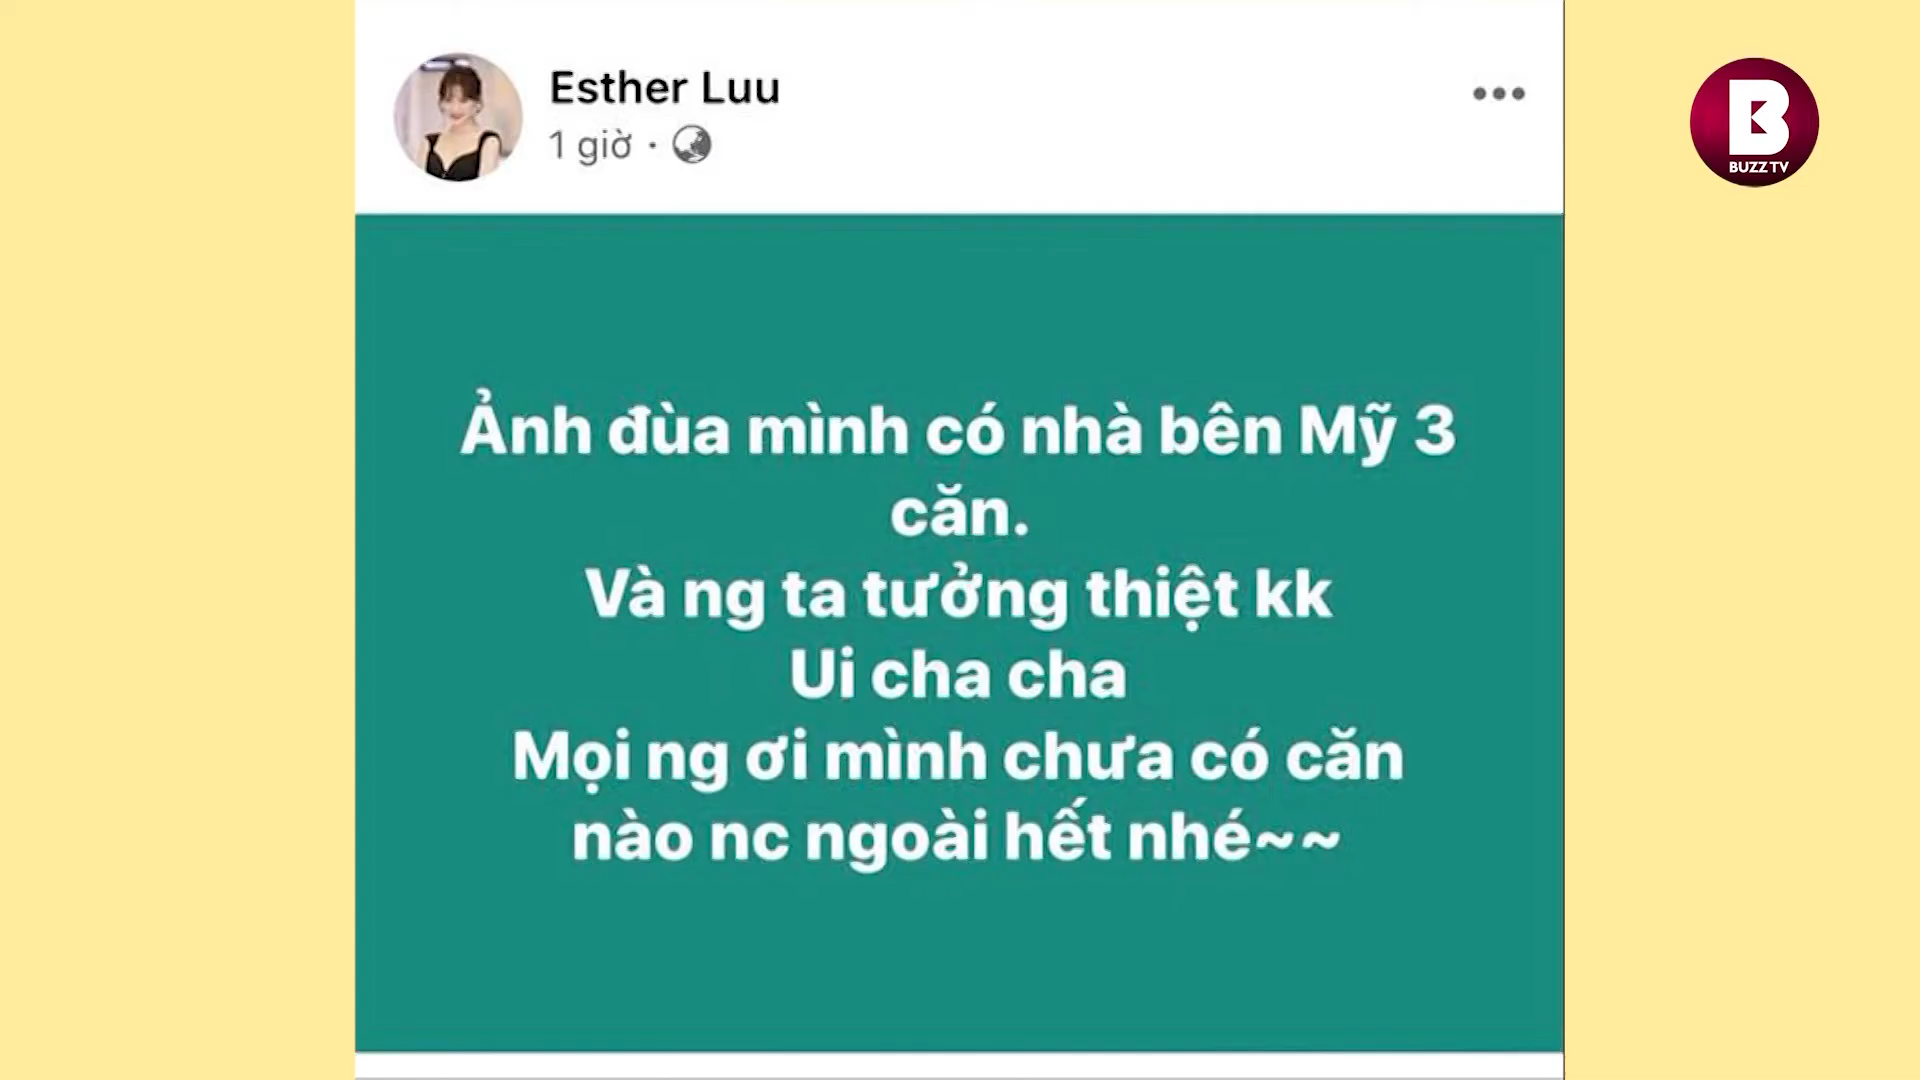 Esther Luu
1 giờ ·
B
BUZZ TV
Ảnh đùa mình có nhà bên Mỹ 3
căn.
Và ng ta tưởng thiệt kk
Ui cha cha
Mọi ng ơi mình chưa có căn
nào nc ngoài hết nhé~~